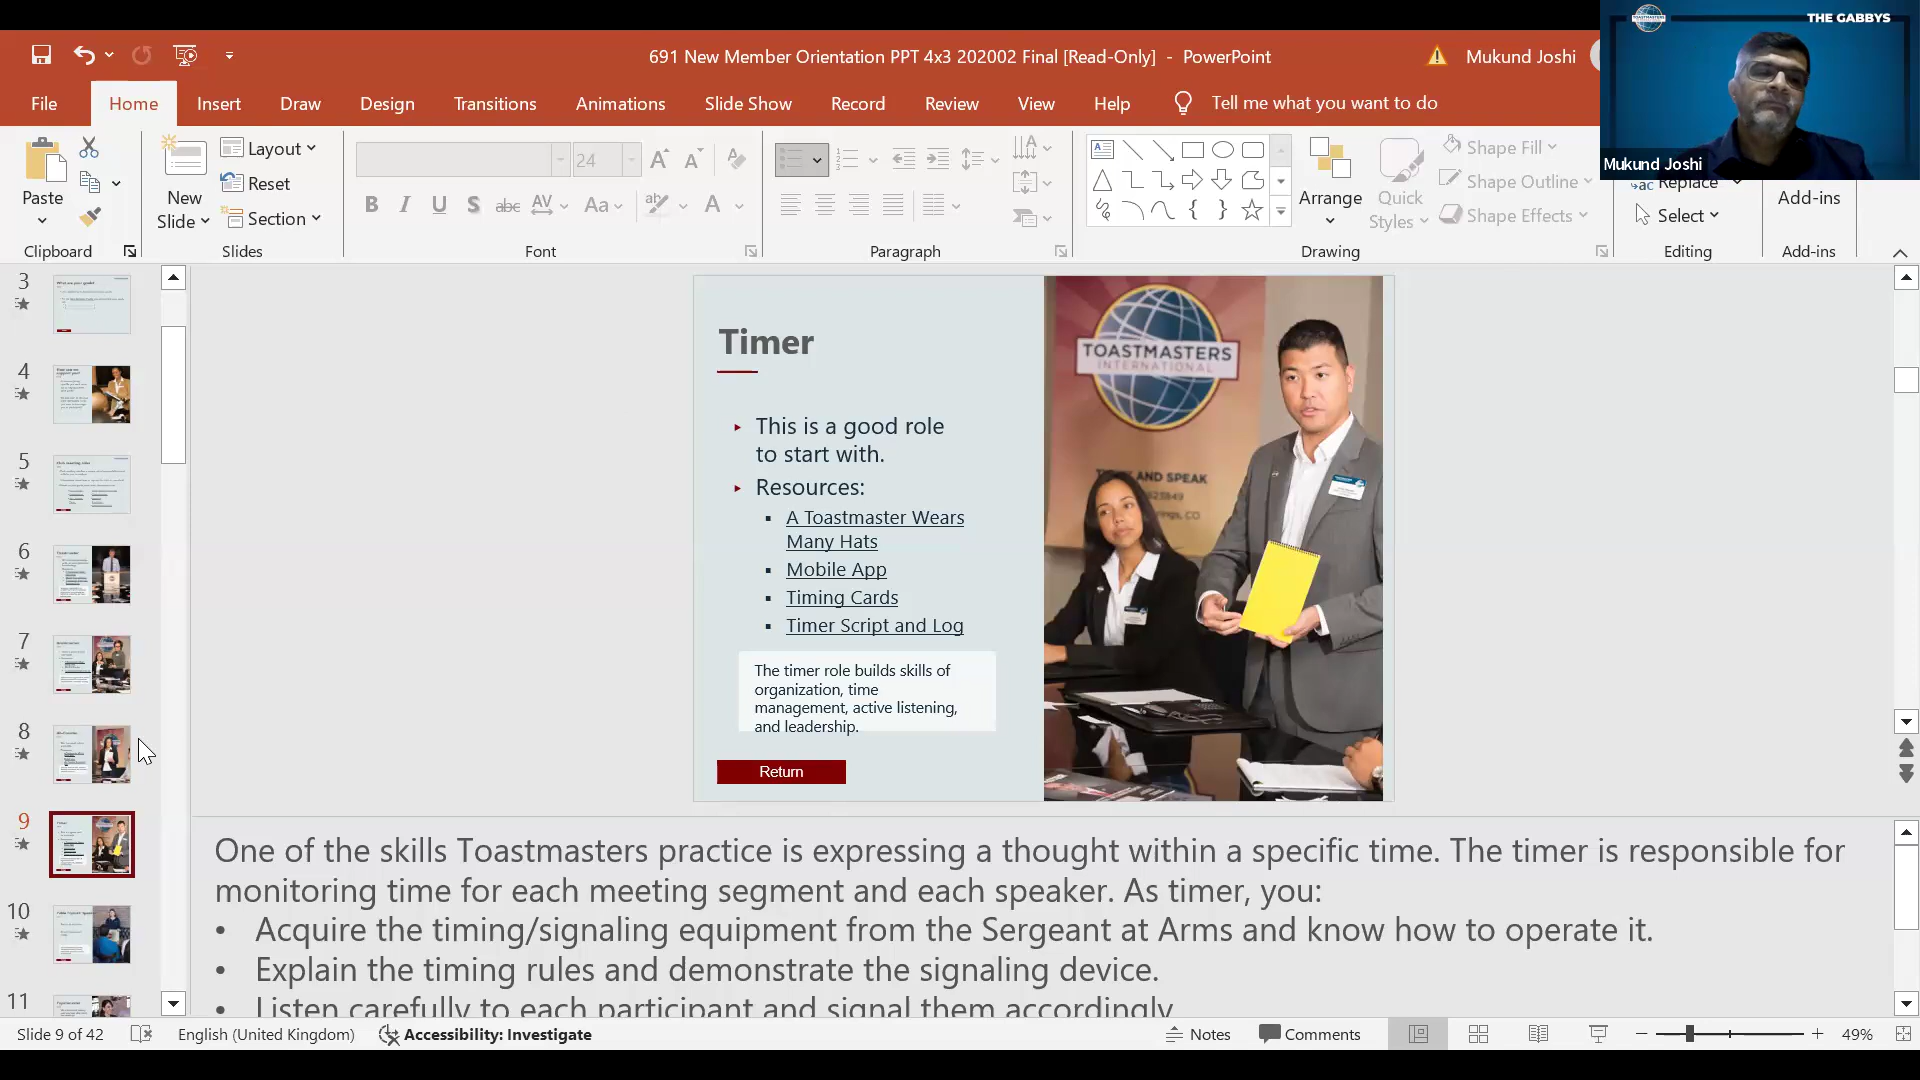 TOASTMASTERS
THE GABBYS
691 New Member Orientation PPT 4x3 202002 Final [Read-Only] - PowerPoint
Mukund Joshi
File
Home
Insert
Draw
Design
Transitions
Animations
Slide Show
Record
Review
View
Help
Tell me what you want to do
Mukund Joshi
Paste
New
Slide
Layout
Reset
Section
24
B I U S abc AV Aa A
Arrange
Quick
Styles
Shape Fill
Shape Outline
Shape Effects
Replace
Select
Add-ins
Clipboard
Slides
Font
Paragraph
Drawing
Editing
Add-ins
3
4
5
6
7
8
9
10
11
Timer
This is a good role
to start with.
Resources:
A Toastmaster Wears
Many Hats
Mobile App
Timing Cards
Timer Script and Log
The timer role builds skills of
organization, time
management, active listening,
and leadership.
Return
TOASTMASTERS
INTERNATIONAL
AND SPEAK
One of the skills Toastmasters practice is expressing a thought within a specific time. The timer is responsible for
monitoring time for each meeting segment and each speaker. As timer, you:
• Acquire the timing/signaling equipment from the Sergeant at Arms and know how to operate it.
• Explain the timing rules and demonstrate the signaling device.
• Listen carefully to each participant and signal them accordingly
Slide 9 of 42
English (United Kingdom)
Accessibility: Investigate
Notes
Comments
49%